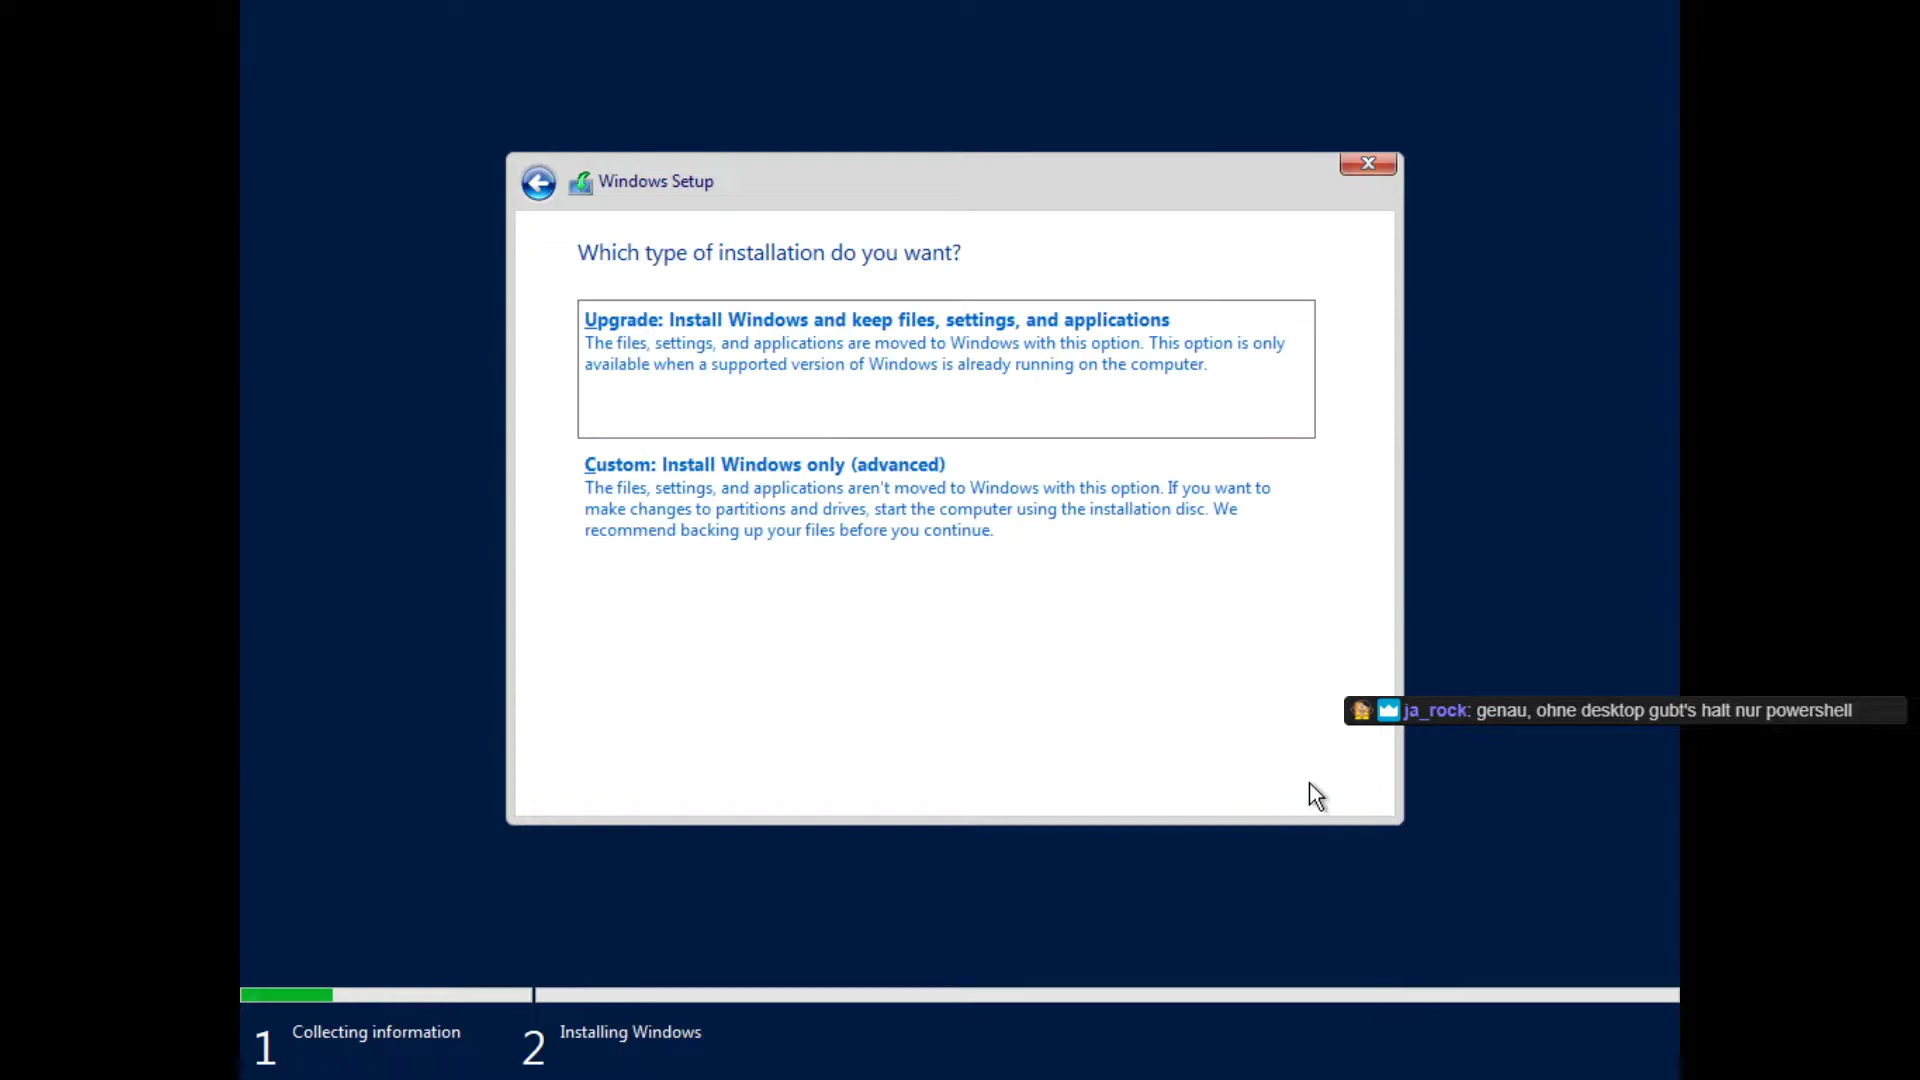 Windows Setup
Which type of installation do you want?
Upgrade: Install Windows and keep files, settings, and applications
The files, settings, and applications are moved to Windows with this option. This option is only
available when a supported version of Windows is already running on the computer.
Custom: Install Windows only (advanced)
The files, settings, and applications aren't moved to Windows with this option. If you want to
make changes to partitions and drives, start the computer using the installation disc. We
recommend backing up your files before you continue.
ja_rock: genau, ohne desktop gubt's halt nur powershell
1 Collecting information
2 Installing Windows